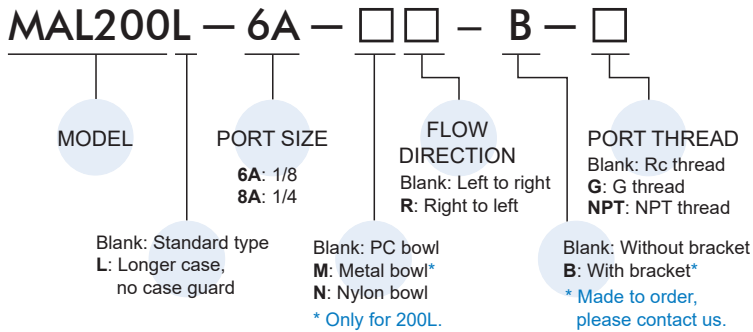 MAL200L – 6A – □□ – B – □
MODEL
PORT SIZE
6A: 1/8
8A: 1/4
FLOW
DIRECTION
Blank: Left to right
R: Right to left
PORT THREAD
Blank: Rc thread
G: G thread
NPT: NPT thread
Blank: Standard type
L: Longer case,
no case guard
Blank: PC bowl
M: Metal bowl*
N: Nylon bowl
* Only for 200L.
Blank: Without bracket
B: With bracket*
* Made to order,
please contact us.